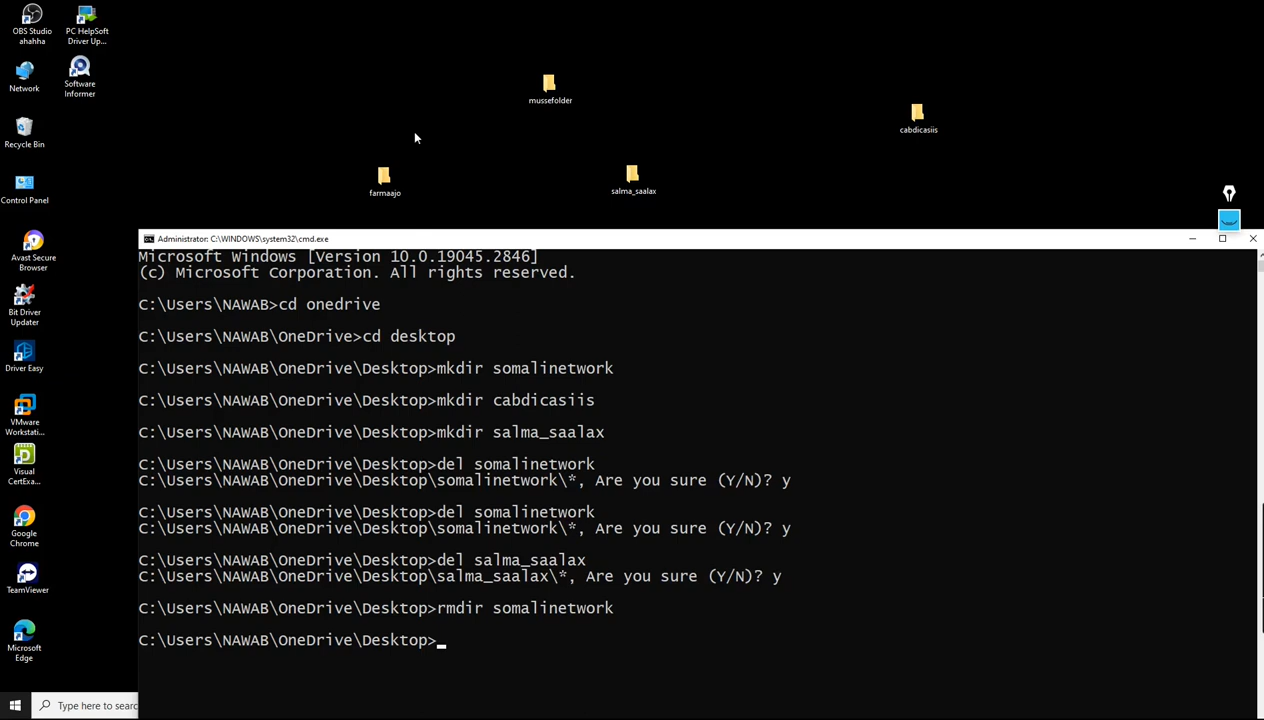 OBS Studio
ahahha
PC HelpSoft
Driver Up...
Network
Software
Informer
mussefolder
cabdicasiis
Recycle Bin
farmaajo
salma_saalax
Control Panel
Avast Secure
Browser
Bit Driver
Updater
Driver Easy
VMware
Workstati...
Visual
CertExa...
Google
Chrome
TeamViewer
Microsoft
Edge
Administrator: C:\WINDOWS\system32\cmd.exe
Microsoft Windows [Version 10.0.19045.2846]
(c) Microsoft Corporation. All rights reserved.
C:\Users\NAWAB>cd onedrive
C:\Users\NAWAB\OneDrive>cd desktop
C:\Users\NAWAB\OneDrive\Desktop>mkdir somalinetwork
C:\Users\NAWAB\OneDrive\Desktop>mkdir cabdicasiis
C:\Users\NAWAB\OneDrive\Desktop>mkdir salma_saalax
C:\Users\NAWAB\OneDrive\Desktop>del somalinetwork
C:\Users\NAWAB\OneDrive\Desktop\somalinetwork\*, Are you sure (Y/N)? y
C:\Users\NAWAB\OneDrive\Desktop>del somalinetwork
C:\Users\NAWAB\OneDrive\Desktop\somalinetwork\*, Are you sure (Y/N)? y
C:\Users\NAWAB\OneDrive\Desktop>del salma_saalax
C:\Users\NAWAB\OneDrive\Desktop\salma_saalax\*, Are you sure (Y/N)? y
C:\Users\NAWAB\OneDrive\Desktop>rmdir somalinetwork
C:\Users\NAWAB\OneDrive\Desktop>
Type here to searc